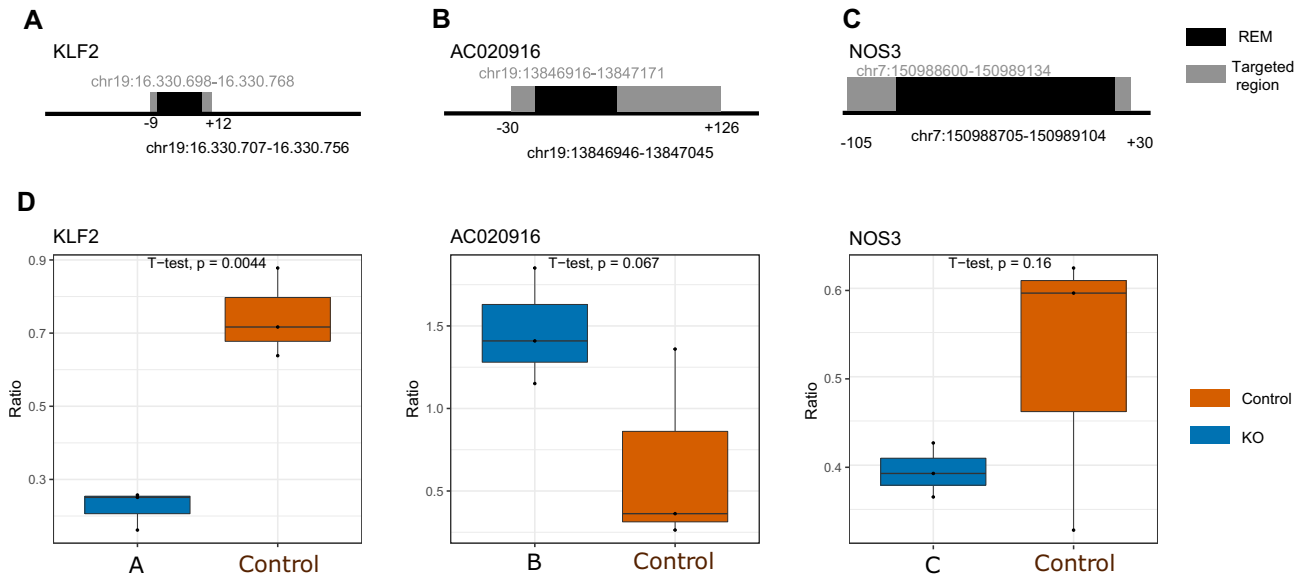 A
KLF2
chr19:16.330.698-16.330.768
-9
+12
chr19:16.330.707-16.330.756
B
AC020916
chr19:13846916-13847171
-30
+126
chr19:13846946-13847045
C
NOS3
chr7:150988600-150989134
-105
chr7:150988705-150989104
+30
REM
Targeted
region
D
KLF2
T-test, p = 0.0044
Ratio
0.9
0.7
0.5
0.3
A
Control
AC020916
T-test, p = 0.067
Ratio
1.5
1.0
0.5
B
Control
NOS3
T-test, p = 0.16
Ratio
0.6
0.5
0.4
C
Control
Control
KO